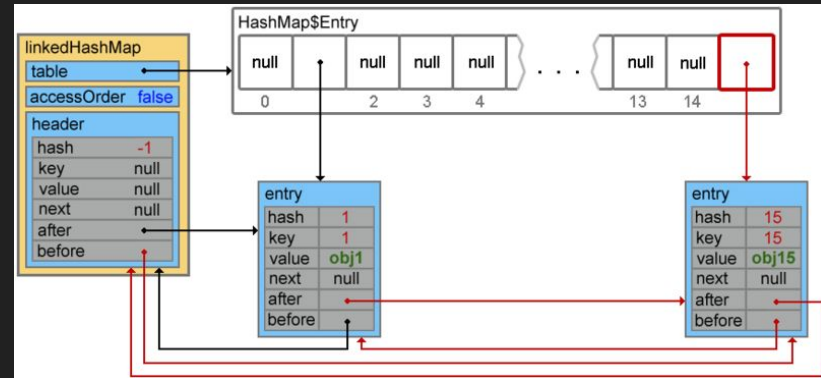 HashMap$Entry
linkedHashMap
table
accessOrder false
header
hash -1
key null
value null
next null
after
before
null null null null . . . null null
0 2 3 4 13 14
entry
hash 1
key 1
value obj1
next null
after
before
entry
hash 15
key 15
value obj15
next null
after
before